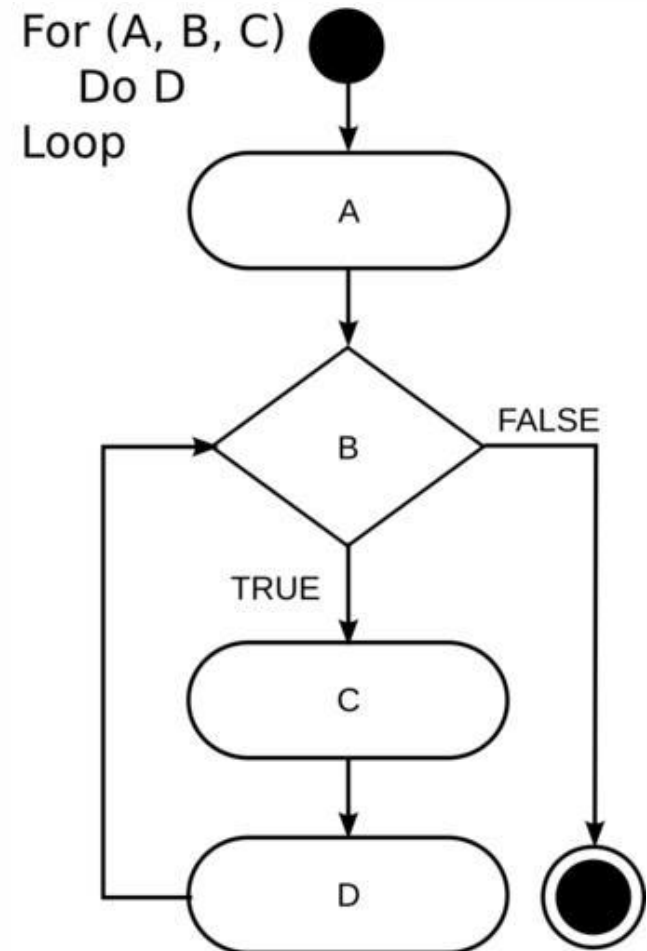 For (A, B, C)
Do D
Loop
A
B
FALSE
TRUE
C
D